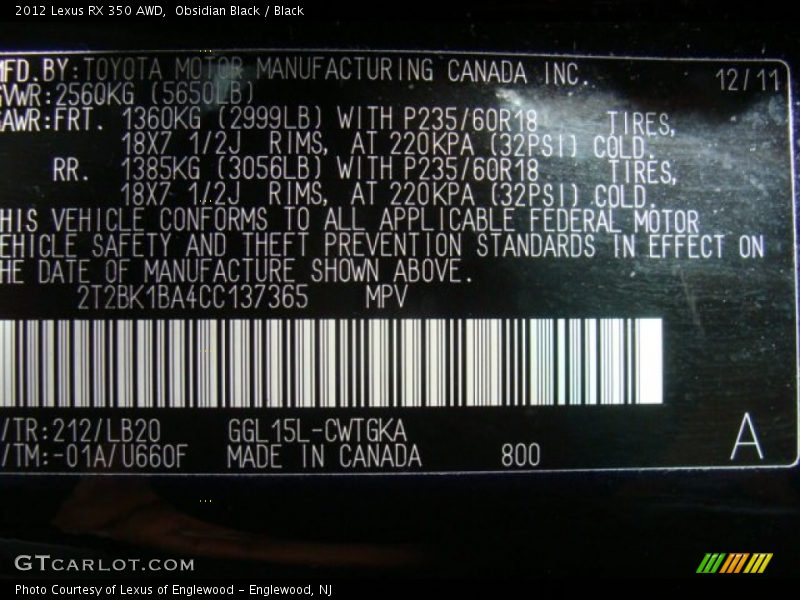 2012 Lexus RX 350 AWD,  Obsidian Black / Black
MFD.BY:TOYOTA MOTOR MANUFACTURING CANADA INC. 12/11
GVWR:2560KG (5650LB)
GAWR:FRT. 1360KG (2999LB) WITH P235/60R18 TIRES,
18X7 1/2J RIMS, AT 220KPA (32PSI) COLD.
RR. 1385KG (3056LB) WITH P235/60R18 TIRES,
18X7 1/2J RIMS, AT 220KPA (32PSI) COLD.
HIS VEHICLE CONFORMS TO ALL APPLICABLE FEDERAL MOTOR
EHICLE SAFETY AND THEFT PREVENTION STANDARDS IN EFFECT ON
HE DATE OF MANUFACTURE SHOWN ABOVE.
2T2BK1BA4CC137365 MPV
/TR:212/LB20 GGL15L-CWTGKA
/TM:-01A/U660F MADE IN CANADA 800 A
GTCARLOT.COM
Photo Courtesy of Lexus of Englewood – Englewood, NJ